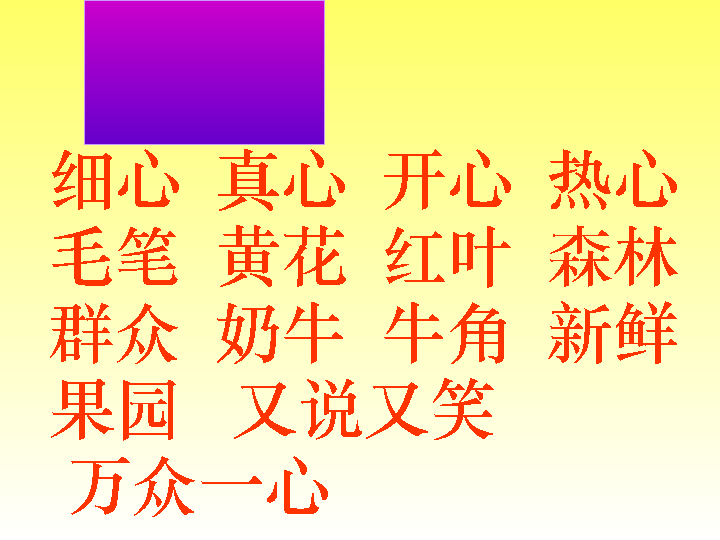 细心 真心 开心 热心
毛笔 黄花 红叶 森林
群众 奶牛 牛角 新鲜
果园 又说又笑
万众一心